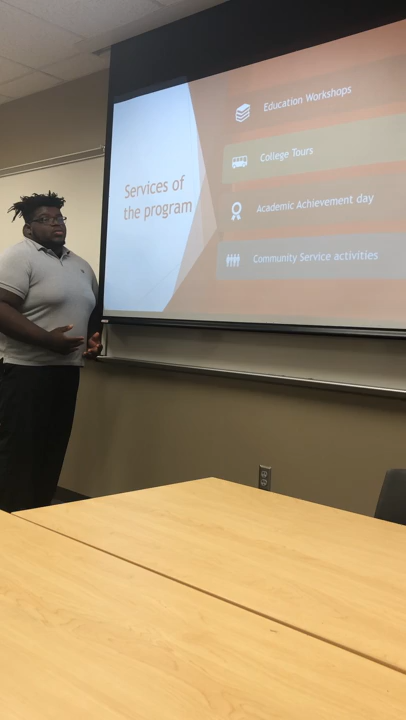 Services of
the program
Education Workshops
College Tours
Academic Achievement day
Community Service activities